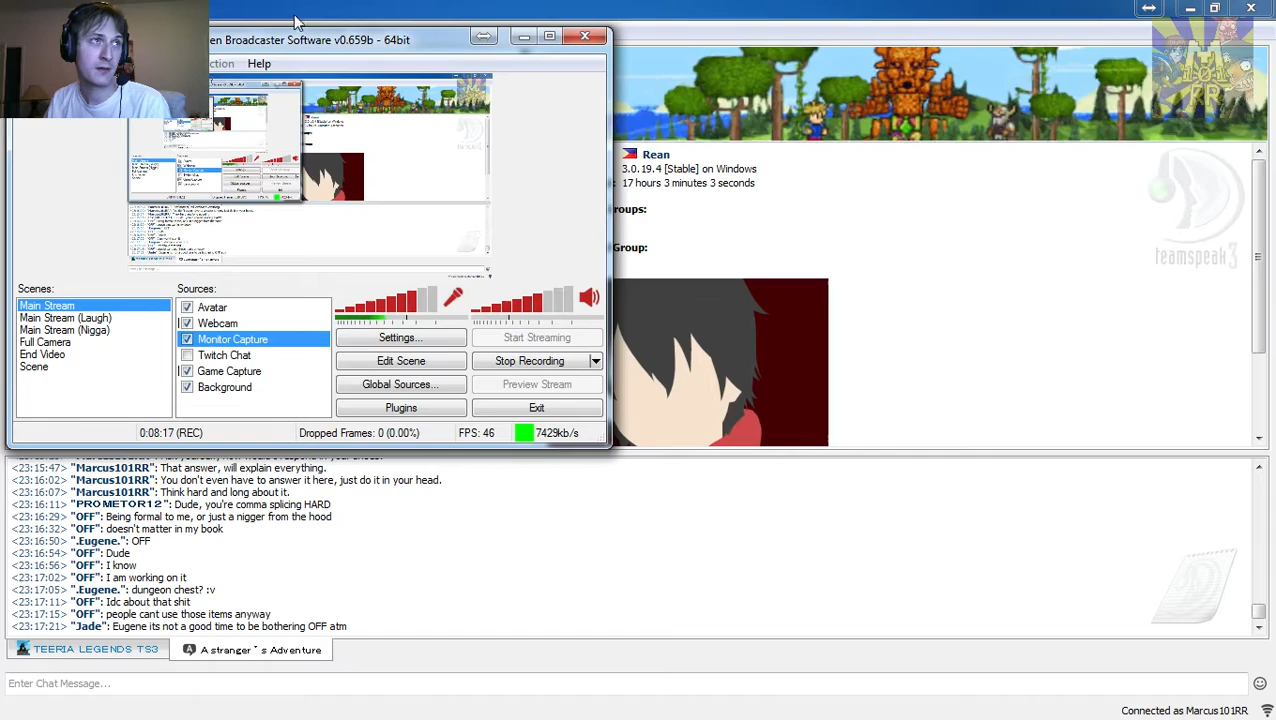 en Broadcaster Software v0.659b - 64bit
ction Help
101
RR
Rean
3.0.19.4 [Stable] on Windows
17 hours 3 minutes 3 seconds
roups:
Group:
teamspeak3
Scenes:
Main Stream
Main Stream (Laugh)
Main Stream (Nigga)
Full Camera
End Video
Scene
Sources:
Avatar
Webcam
Monitor Capture
Twitch Chat
Game Capture
Background
Settings...
Start Streaming
Edit Scene
Stop Recording
Global Sources...
Preview Stream
Plugins
Exit
0:08:17 (REC)
Dropped Frames: 0 (0.00%)
FPS: 46
7429kb/s
<23:15:47> "Marcus101RR": That answer, will explain everything.
<23:16:02> "Marcus101RR": You don't even have to answer it here, just do it in your head.
<23:16:07> "Marcus101RR": Think hard and long about it.
<23:16:11> "PROMETOR12": Dude, you're comma splicing HARD
<23:16:29> "OFF": Being formal to me, or just a nigger from the hood
<23:16:32> "OFF": doesn't matter in my book
<23:16:50> ".Eugene.": OFF
<23:16:54> "OFF": Dude
<23:16:56> "OFF": I know
<23:17:02> "OFF": I am working on it
<23:17:05> ".Eugene.": dungeon chest? :v
<23:17:11> "OFF": Idc about that shit
<23:17:15> "OFF": people cant use those items anyway
<23:17:21> "Jade": Eugene its not a good time to be bothering OFF atm
TEERIA LEGENDS TS3
A stranger`s Adventure
Enter Chat Message...
Connected as Marcus101RR